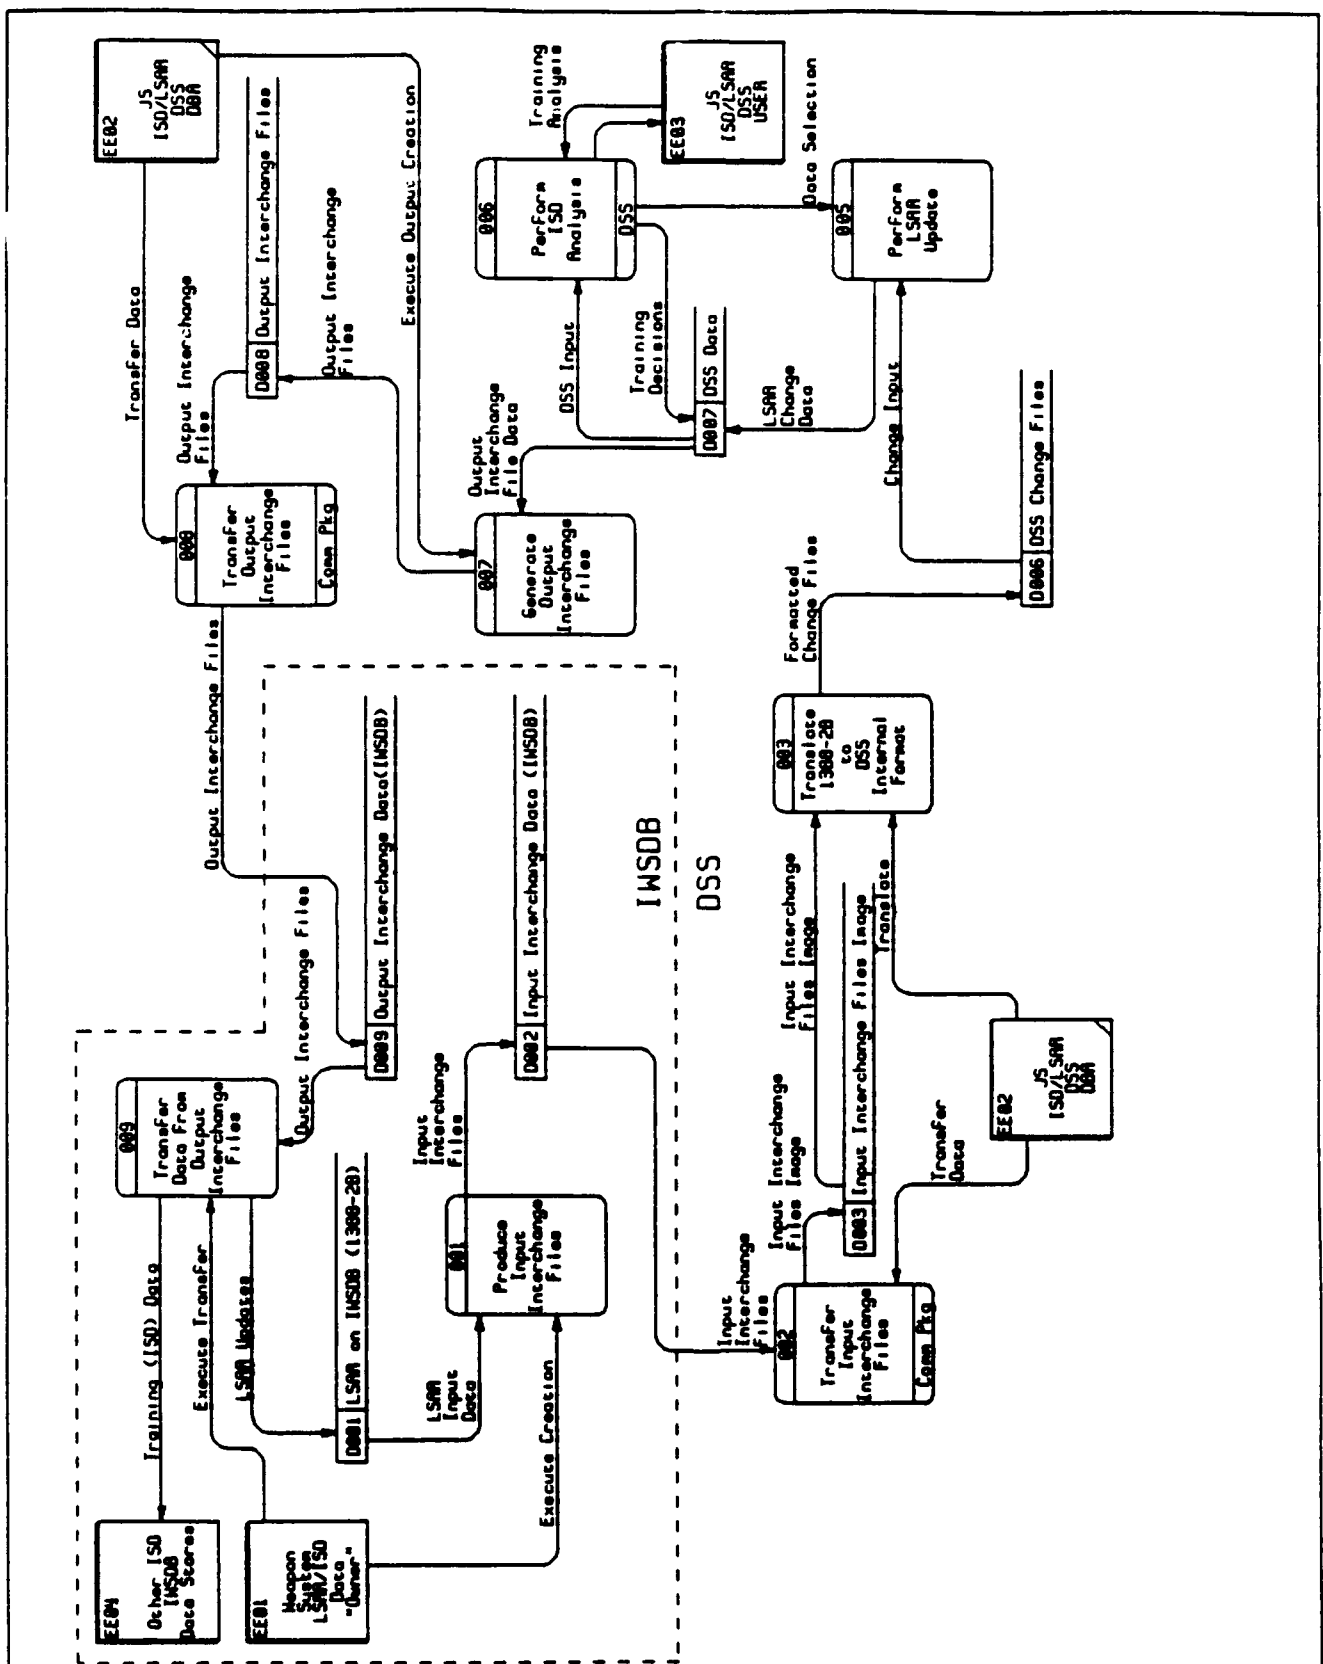 EE04
Other ISD
IWSDB
Data Stores
Training (ISD) Data
009
Transfer
Data From
Output
Interchange
Files
Transfer Data
EE02
JS
ISD/LSAR
DSS
DBA
Execute Transfer
LSAR Updates
Output Interchange Files
008
Transfer
Output
Interchange
Files
Comm Pkg
Output Interchange
Files
EE01
Weapon
System
LSAR/ISD
Data
"Owner"
Output Interchange Files
D008 Output Interchange Files
D001 LSAR on IWSDB (1388-2B)
D009 Output Interchange Data(IWSDB)
Output Interchange
Files
Execute Output Creation
LSAR
Input
Data
001
Produce
Input
Interchange
Files
Input
Interchange
Files
Output
Interchange
File Data
007
Generate
Output
Interchange
Files
006
Perform
ISD
Analysis
DSS
Training
Analysis
Execute Creation
D002 Input Interchange Data (IWSDB)
DSS Input
Training
Decisions
EE03
JS
ISD/LSAR
DSS
USER
IWSDB
DSS
D007 DSS Data
Input
Interchange
Files
LSAR
Change
Data
Data Selection
002
Transfer
Input
Interchange
Files
Comm Pkg
Input Interchange
Files Image
Input Interchange
Files Image
003
Translate
1388-2B
to
DSS
Internal
Format
Formatted
Change Files
005
Perform
LSAR
Update
D003 Input Interchange Files Image
Translate
Change Input
Transfer
Data
EE02
JS
ISD/LSAR
DSS
DBA
D006 DSS Change Files